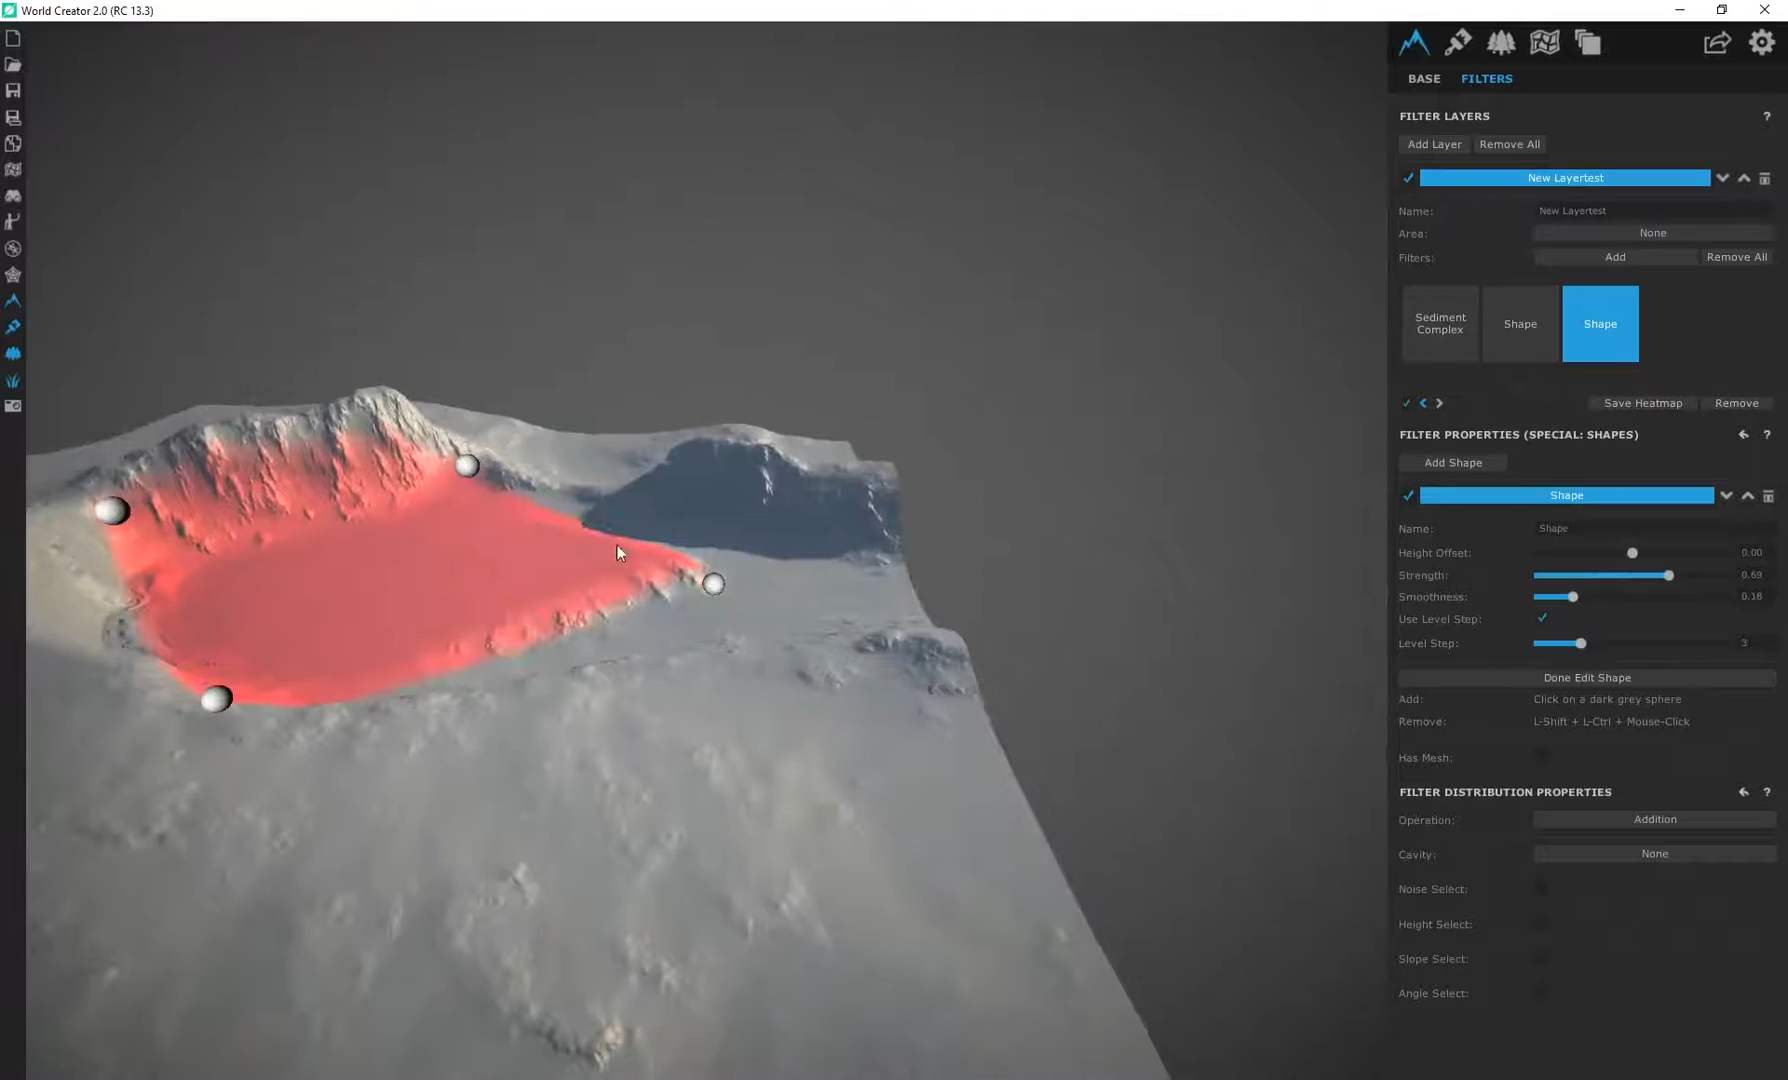 World Creator 2.0 (RC 13.3)
BASE FILTERS
FILTER LAYERS ?
Add Layer Remove All
New Layertest
Name: New Layertest
Area: None
Filters: Add Remove All
Sediment Complex Shape Shape
Save Heatmap Remove
FILTER PROPERTIES (SPECIAL: SHAPES) ?
Add Shape
Shape
Name: Shape
Height Offset: 0.00
Strength: 0.69
Smoothness: 0.18
Use Level Step:
Level Step: 3
Done Edit Shape
Add: Click on a dark grey sphere
Remove: L-Shift + L-Ctrl + Mouse-Click
Has Mesh:
FILTER DISTRIBUTION PROPERTIES ?
Operation: Addition
Cavity: None
Noise Select:
Height Select:
Slope Select:
Angle Select: